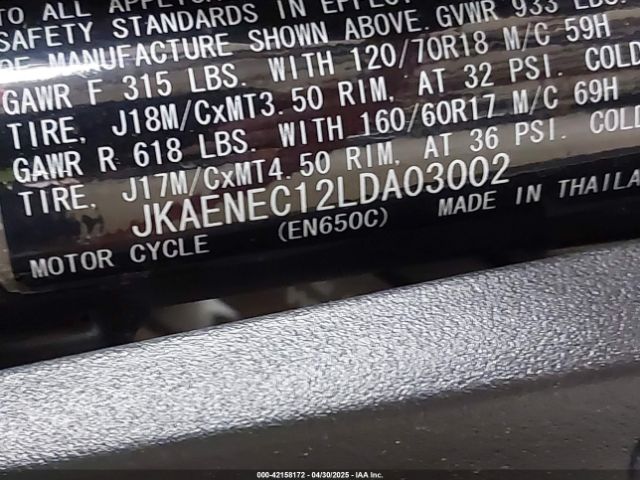 TO ALL APPL
SAFETY STANDARDS IN EFFECT
OF MANUFACTURE SHOWN ABOVE. GVWR 933 LBS.
GAWR F 315 LBS. WITH 120/70R18 M/C 59H
TIRE, J18M/CxMT3.50 RIM, AT 32 PSI. COLD
GAWR R 618 LBS. WITH 160/60R17 M/C 69H
TIRE, J17M/CxMT4.50 RIM, AT 36 PSI. COLD
JKAENEC12LDA03002
MOTOR CYCLE (EN650C) MADE IN THAILA
000-42158172 - 04/30/2025 - IAA Inc.